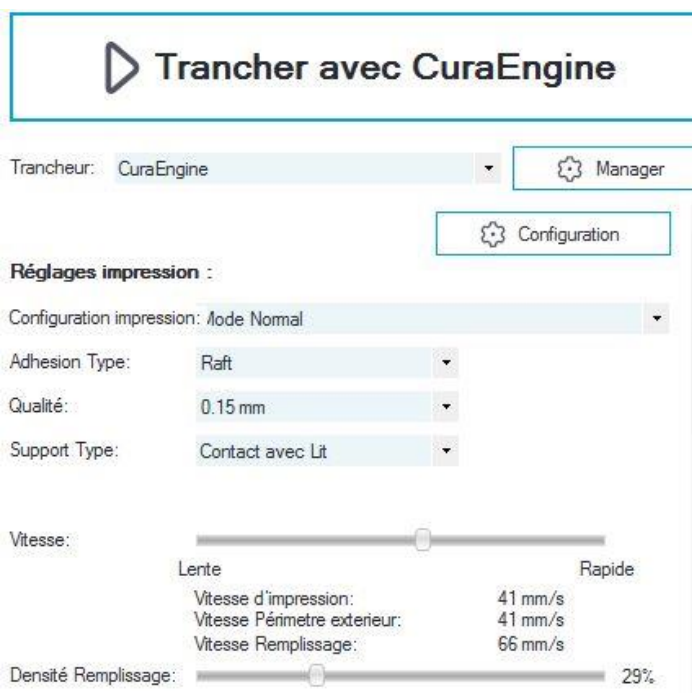 Trancher avec CuraEngine
Trancheur: CuraEngine Manager
Configuration
Réglages impression :
Configuration impression: Mode Normal
Adhesion Type: Raft
Qualité: 0.15 mm
Support Type: Contact avec Lit
Vitesse:
Lente Rapide
Vitesse d'impression: 41 mm/s
Vitesse Périmetre exterieur: 41 mm/s
Vitesse Remplissage: 66 mm/s
Densité Remplissage: 29%